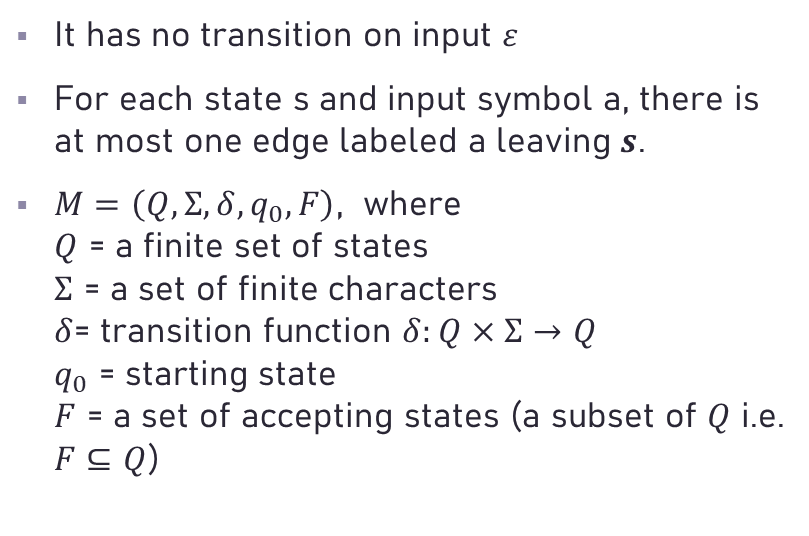 ▪ It has no transition on input ε
▪ For each state s and input symbol a, there is
at most one edge labeled a leaving s.
▪ M = (Q, Σ, δ, q₀, F), where
Q = a finite set of states
Σ = a set of finite characters
δ= transition function δ: Q × Σ → Q
q₀ = starting state
F = a set of accepting states (a subset of Q i.e.
F ⊆ Q)